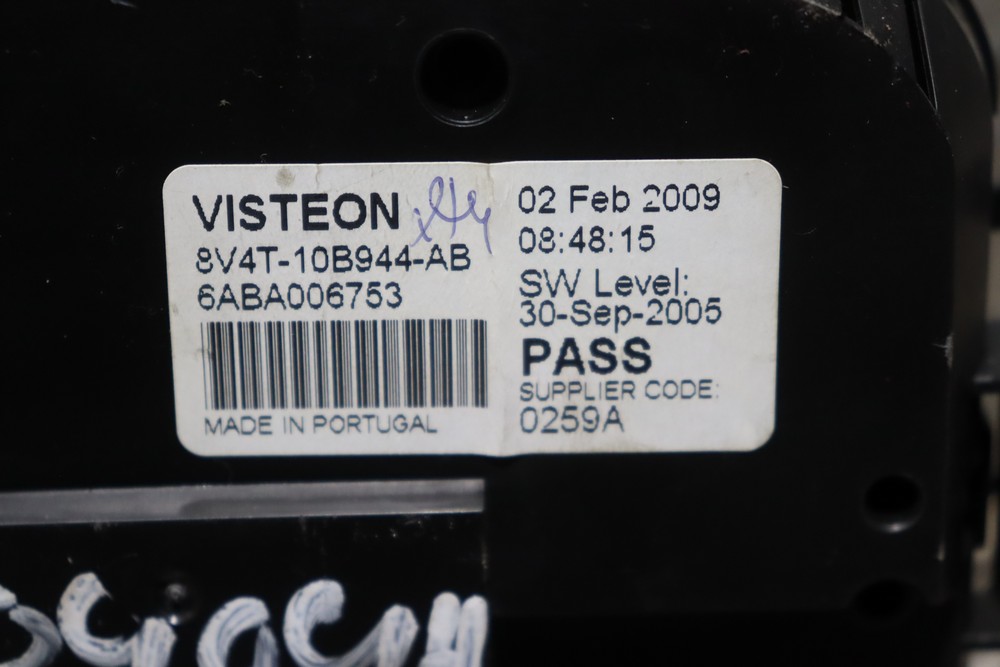 VISTEON
8V4T-10B944-AB
6ABA006753
MADE IN PORTUGAL
02 Feb 2009
08:48:15
SW Level:
30-Sep-2005
PASS
SUPPLIER CODE:
0259A